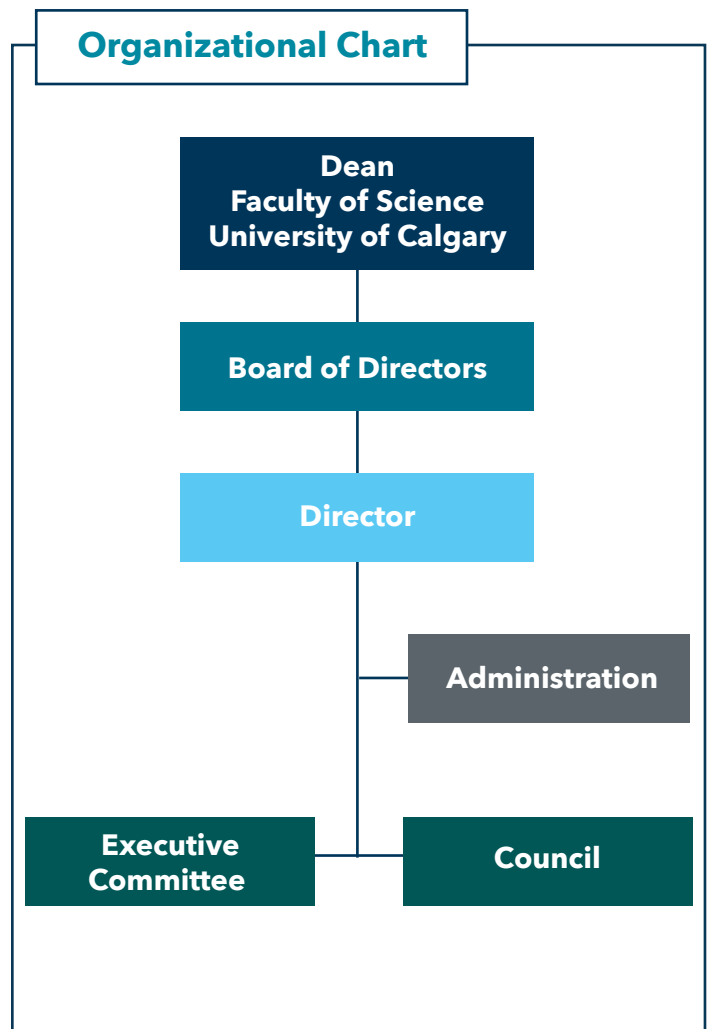 Organizational Chart
Dean
Faculty of Science
University of Calgary
Board of Directors
Director
Administration
Executive
Committee
Council